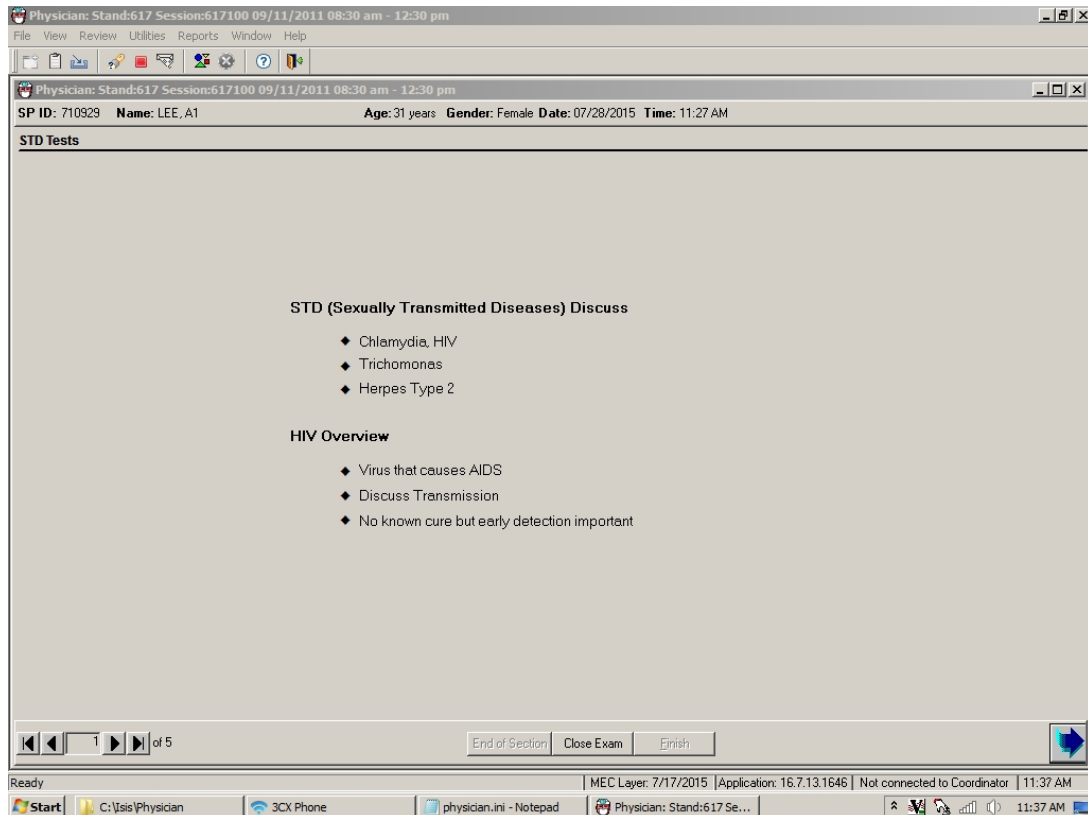 Physician: Stand:617 Session:617100 09/11/2011 08:30 am - 12:30 pm
File View Review Utilities Reports Window Help
Physician: Stand:617 Session:617100 09/11/2011 08:30 am - 12:30 pm
SP ID: 710929 Name: LEE, A1 Age: 31 years Gender: Female Date: 07/28/2015 Time: 11:27 AM
STD Tests
STD (Sexually Transmitted Diseases) Discuss
Chlamydia, HIV
Trichomonas
Herpes Type 2
HIV Overview
Virus that causes AIDS
Discuss Transmission
No known cure but early detection important
1 of 5 End of Section Close Exam Finish
Ready MEC Layer: 7/17/2015 Application: 16.7.13.1646 Not connected to Coordinator 11:37 AM
Start C:\Isis\Physician 3CX Phone physician.ini - Notepad Physician: Stand:617 Se... 11:37 AM